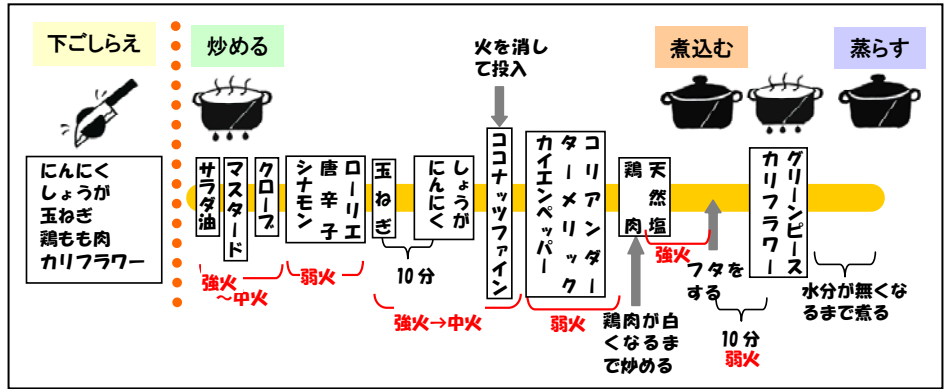 下ごしらえ
にんにく
しょうが
玉ねぎ
鶏もも肉
カリフラワー
炒める
サラダ油
マスタード
クローブ
ローリエ
唐辛子
シナモン
玉ねぎ
しょうが
にんにく
火を消し
て投入
ココナッツファイン
コリアンダー
ターメリック
カイエンペッパー
天然塩
鶏肉
強火
～中火
弱火
10分
強火→中火
弱火
強火
鶏肉が白
くなるま
で炒める
煮込む
フタを
する
10分
弱火
グリーンピース
カリフラワー
蒸らす
水分が無くな
るまで煮る